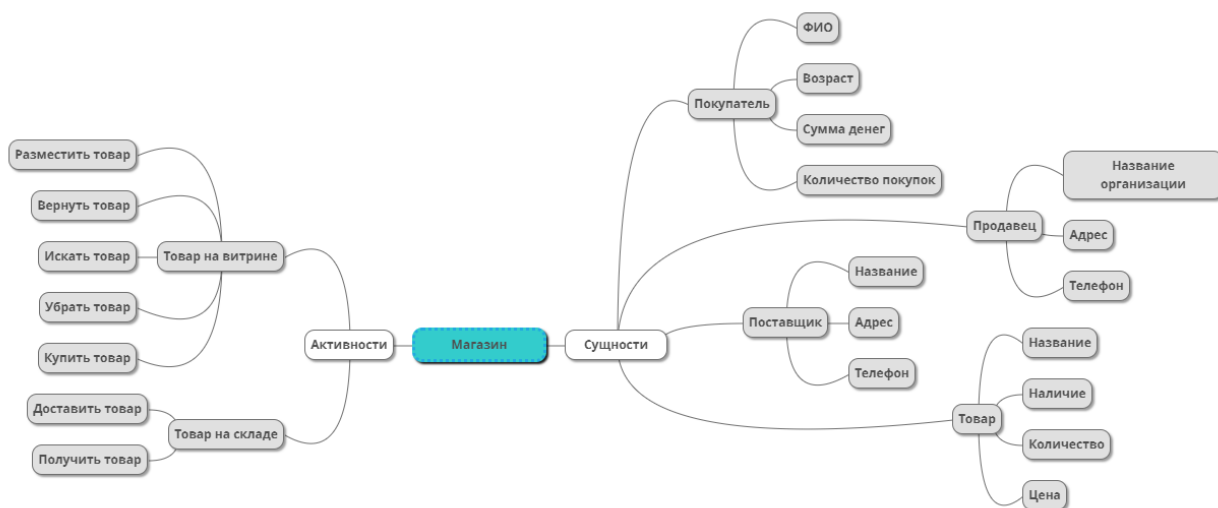 Магазин
Активности
Товар на витрине
Разместить товар
Вернуть товар
Искать товар
Убрать товар
Купить товар
Товар на складе
Доставить товар
Получить товар
Сущности
Покупатель
ФИО
Возраст
Сумма денег
Количество покупок
Продавец
Название
организации
Адрес
Телефон
Поставщик
Название
Адрес
Телефон
Товар
Название
Наличие
Количество
Цена